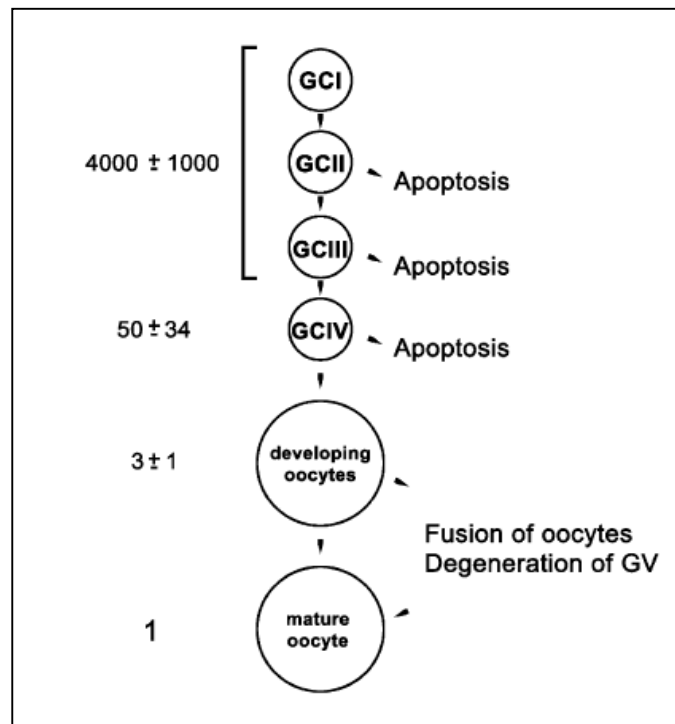 GCI
4000 ± 1000
GCII
Apoptosis
GCIII
Apoptosis
50 ± 34
GCIV
Apoptosis
3 ± 1
developing
oocytes
Fusion of oocytes
Degeneration of GV
1
mature
oocyte